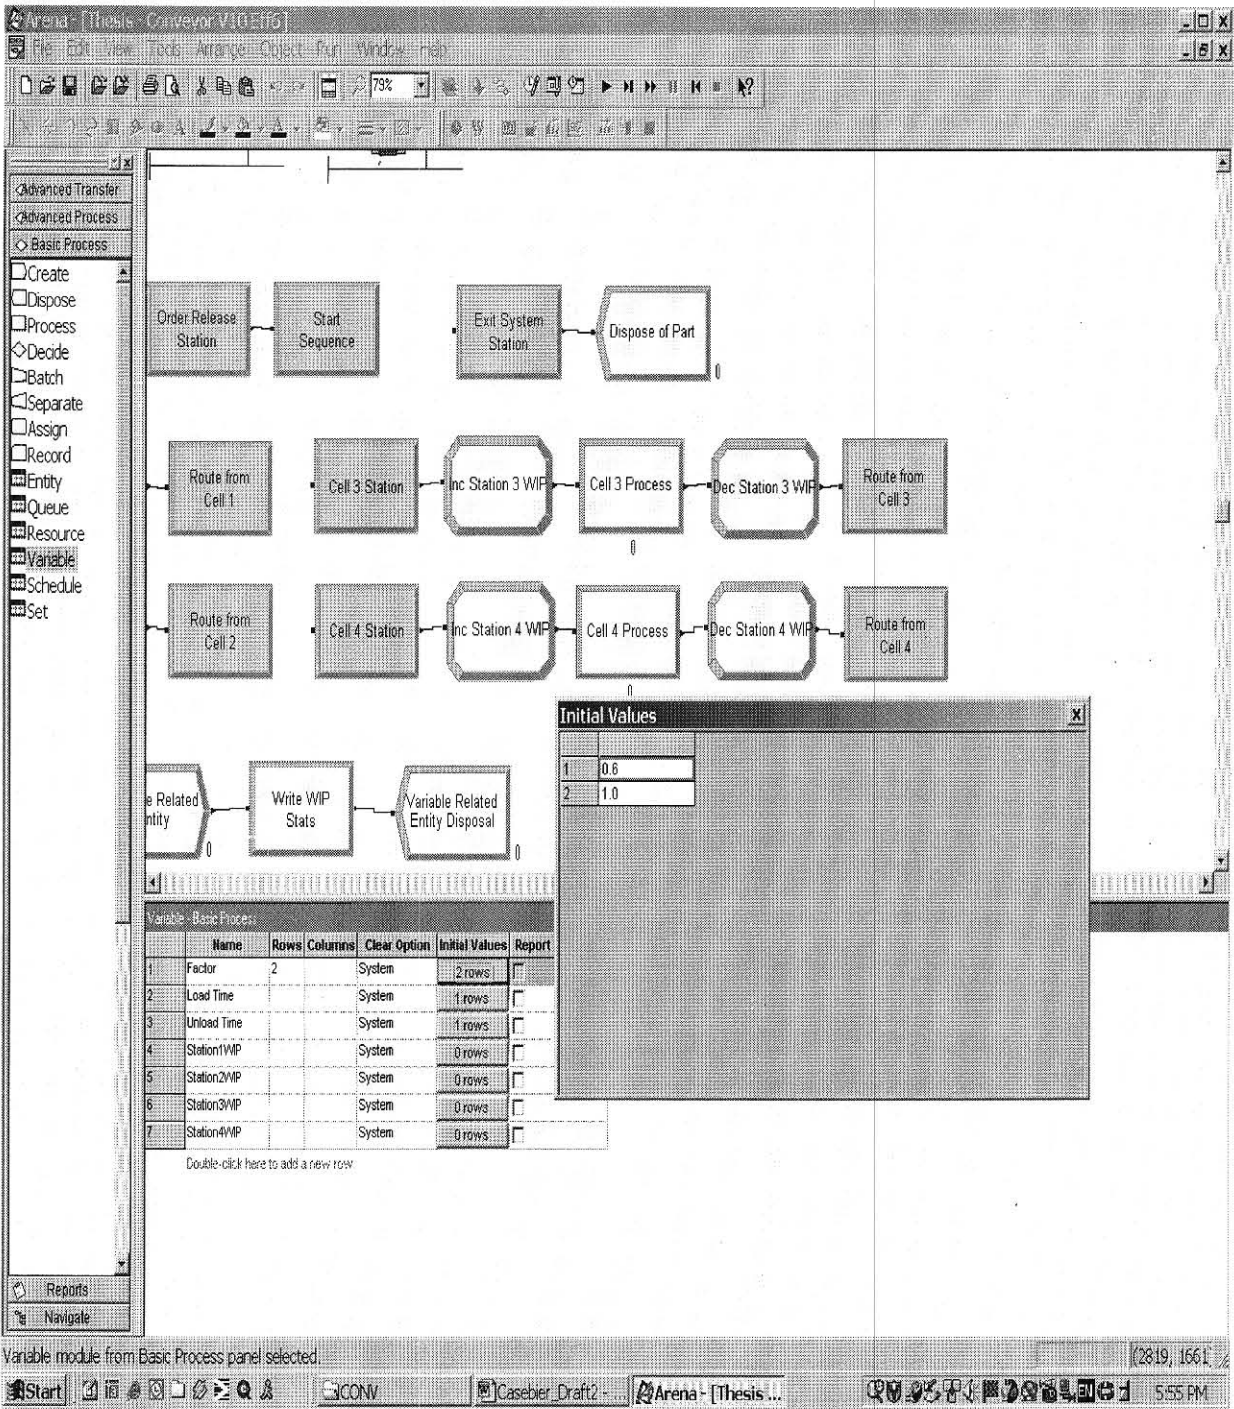 Arena - [Thesis - Conveyor V10 Eff6]
File Edit View Tools Arrange Object Run Window Help
79%
Advanced Transfer
Advanced Process
Basic Process
Create
Dispose
Process
Decide
Batch
Separate
Assign
Record
Entity
Queue
Resource
Variable
Schedule
Set
Reports
Navigate
Order Release
Station
Start
Sequence
Exit System
Station
Dispose of Part
0
Route from
Cell 1
Cell 3 Station
Inc Station 3 WIP
Cell 3 Process
0
Dec Station 3 WIP
Route from
Cell 3
Route from
Cell 2
Cell 4 Station
Inc Station 4 WIP
Cell 4 Process
0
Dec Station 4 WIP
Route from
Cell 4
e Related
ntity
0
Write WIP
Stats
Variable Related
Entity Disposal
0
Initial Values
1 0.6
2 1.0
Variable - Basic Process
Name Rows Columns Clear Option Initial Values Report
1 Factor 2 System 2 rows
2 Load Time System 1 rows
3 Unload Time System 1 rows
4 Station1WIP System 0 rows
5 Station2WIP System 0 rows
6 Station3WIP System 0 rows
7 Station4WIP System 0 rows
Double-click here to add a new row
Variable module from Basic Process panel selected.
(2819, 1661
Start CONV Casebier_Draft2 - ... Arena - [Thesis ... EN 5:55 PM